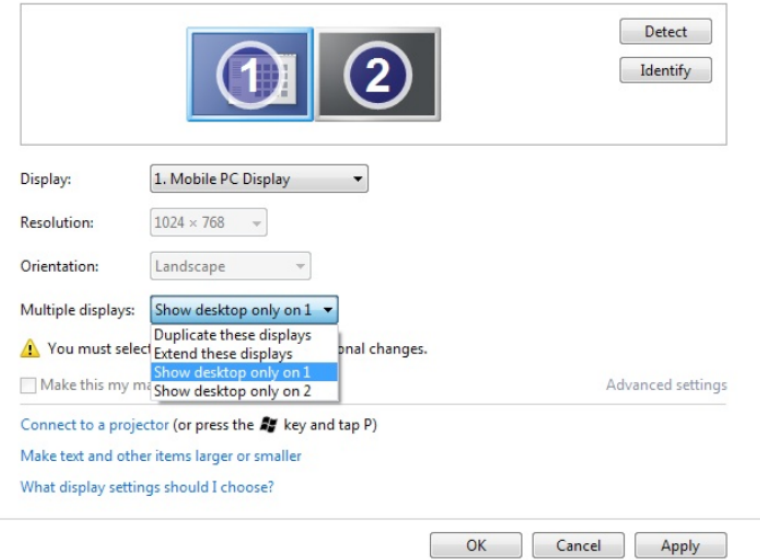 1 2
Detect
Identify
Display: 1. Mobile PC Display
Resolution: 1024 × 768
Orientation: Landscape
Multiple displays: Show desktop only on 1
Duplicate these displays
You must select onal changes.
Extend these displays
Show desktop only on 1
Make this my ma Advanced settings
Show desktop only on 2
Connect to a projector (or press the key and tap P)
Make text and other items larger or smaller
What display settings should I choose?
OK Cancel Apply